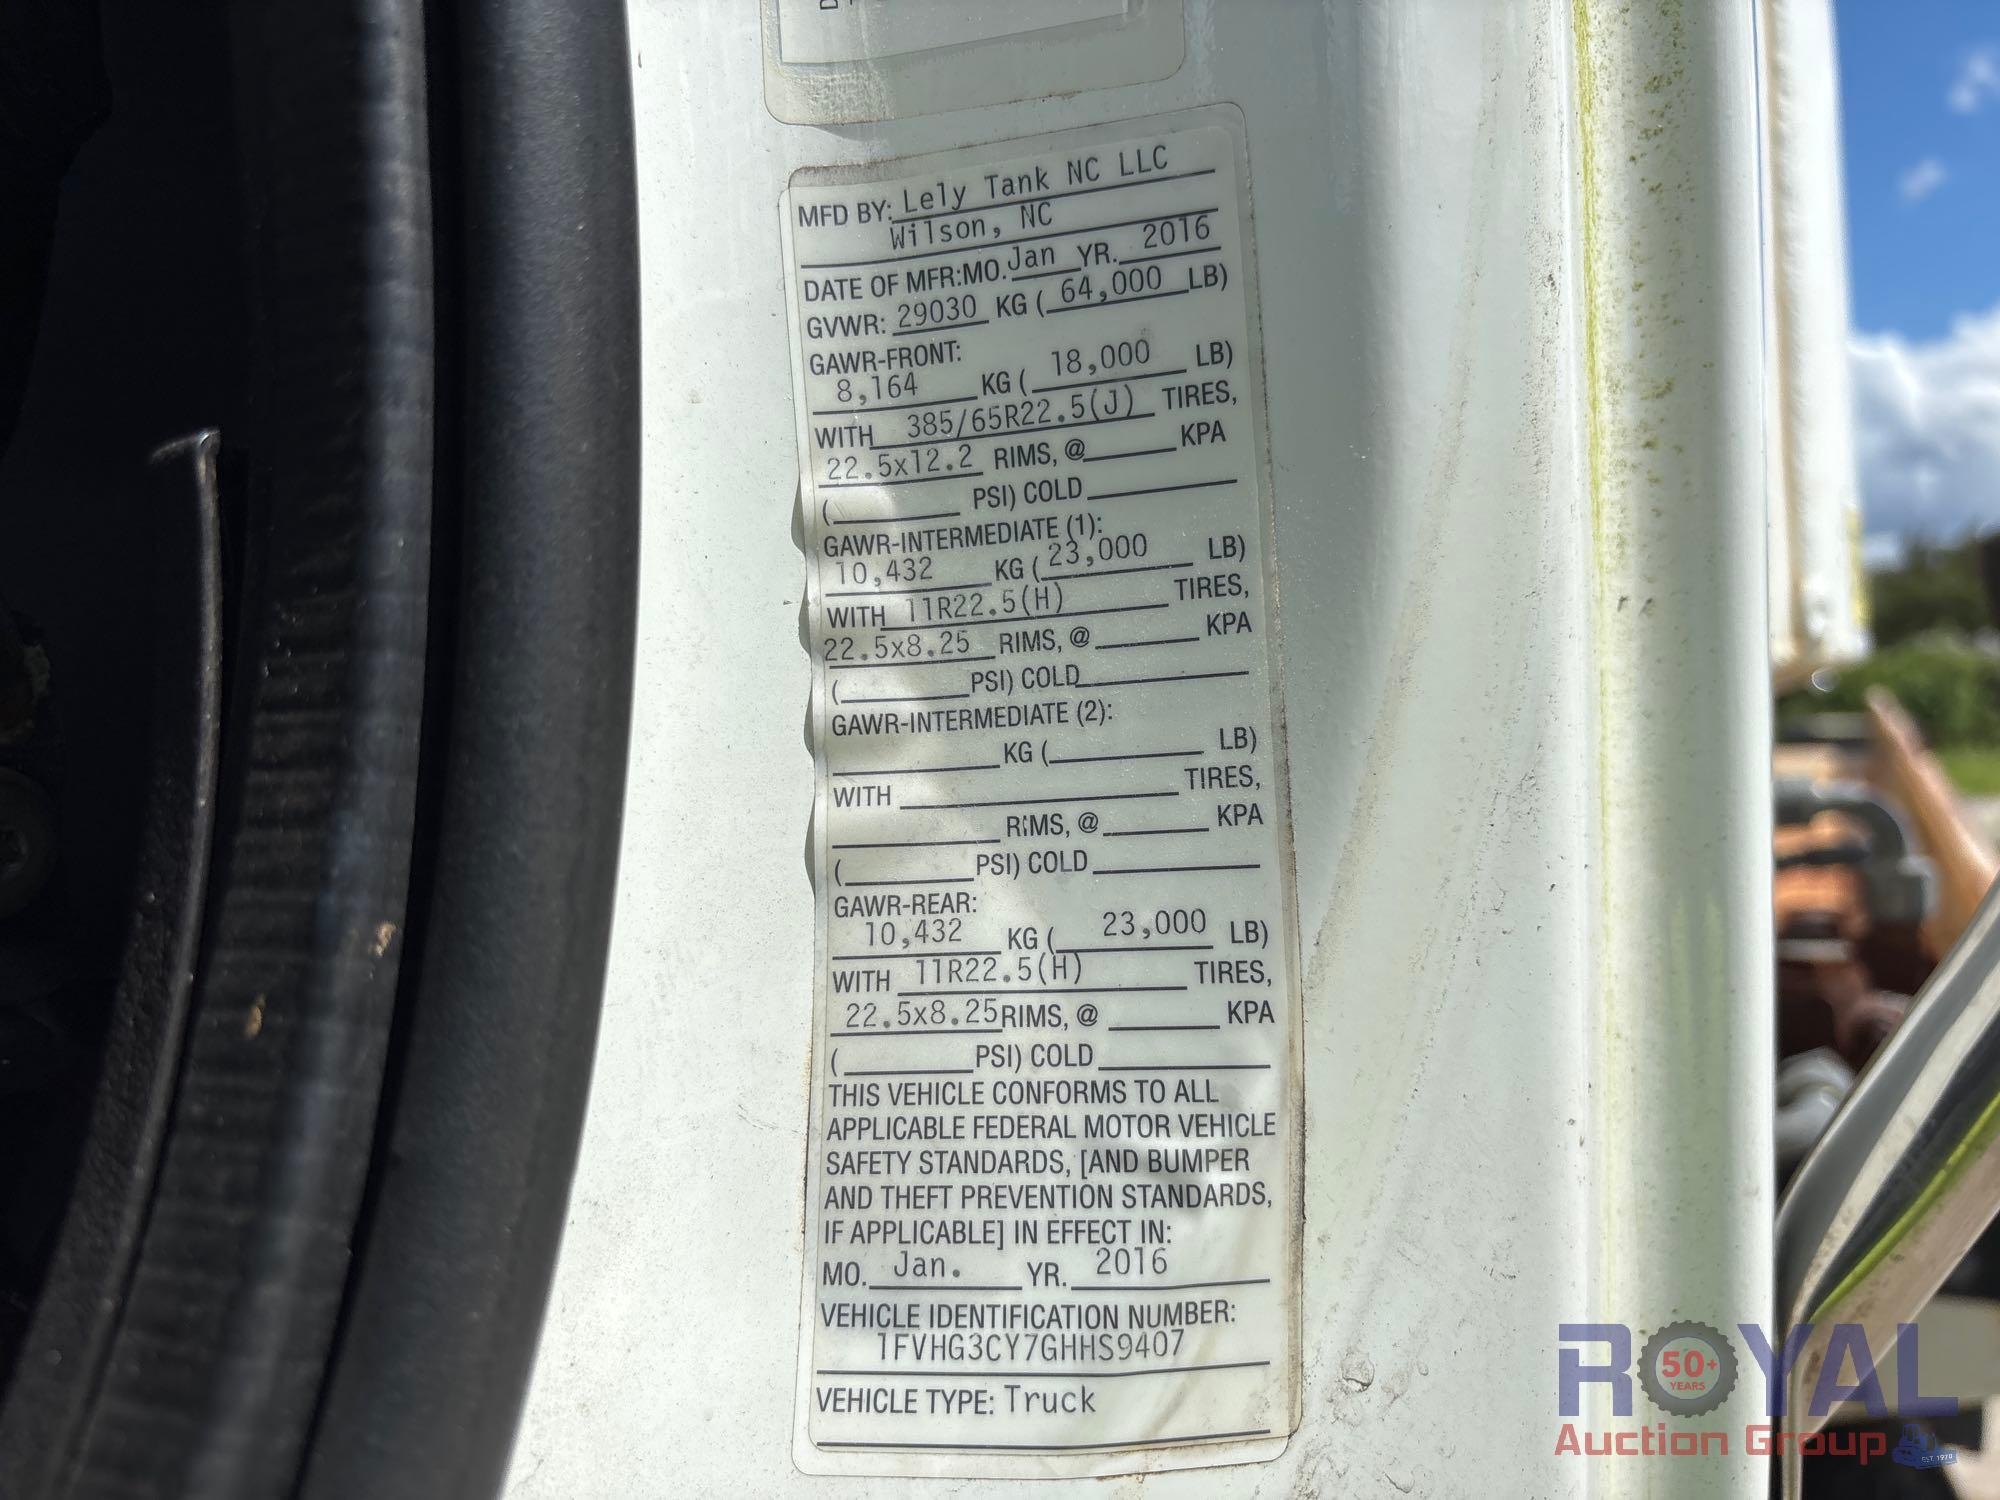 MFD BY: Lely Tank NC LLC
Wilson, NC
DATE OF MFR:MO. Jan YR. 2016
GVWR: 29030 KG ( 64,000 LB)
GAWR-FRONT:
8,164 KG ( 18,000 LB)
WITH 385/65R22.5(J) TIRES,
22.5x12.2 RIMS, @ KPA
( PSI) COLD
GAWR-INTERMEDIATE (1):
10,432 KG ( 23,000 LB)
WITH 11R22.5(H) TIRES,
22.5x8.25 RIMS, @ KPA
( PSI) COLD
GAWR-INTERMEDIATE (2):
KG ( LB)
WITH TIRES,
RIMS, @ KPA
( PSI) COLD
GAWR-REAR:
10,432 KG ( 23,000 LB)
WITH 11R22.5(H) TIRES,
22.5x8.25 RIMS, @ KPA
( PSI) COLD
THIS VEHICLE CONFORMS TO ALL
APPLICABLE FEDERAL MOTOR VEHICLE
SAFETY STANDARDS, [AND BUMPER
AND THEFT PREVENTION STANDARDS,
IF APPLICABLE] IN EFFECT IN:
MO. Jan. YR. 2016
VEHICLE IDENTIFICATION NUMBER:
1FVHG3CY7GHHS9407
VEHICLE TYPE: Truck
ROYAL
50+
YEARS
Auction Group
EST. 1970